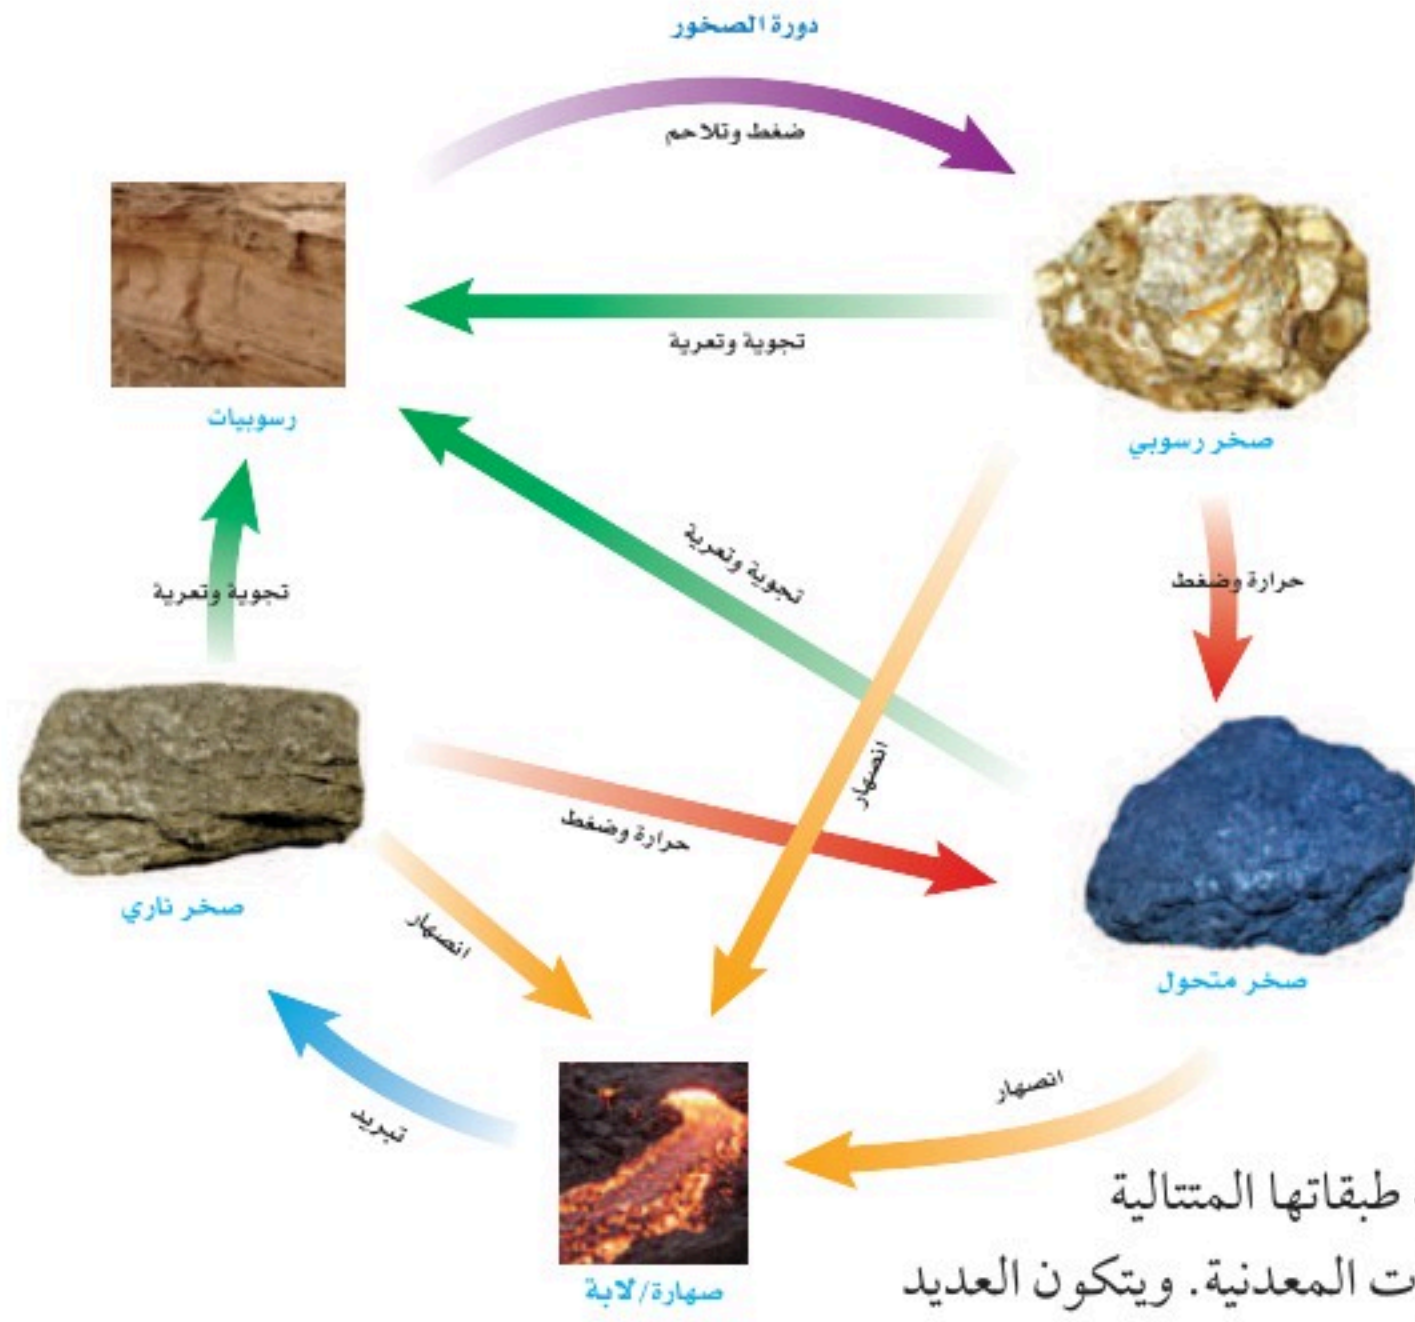 دورة الصخور
ضغط وتلاحم
تجوية وتعرية
رسوبيات
صخر رسوبي
تجوية وتعرية
تجوية وتعرية
حرارة وضغط
انصهار
حرارة وضغط
صخر ناري
انصهار
صخر متحول
تبريد
انصهار
صهارة/لابة
طبقاتها المتتالية
ت المعدنية. ويتكون العديد